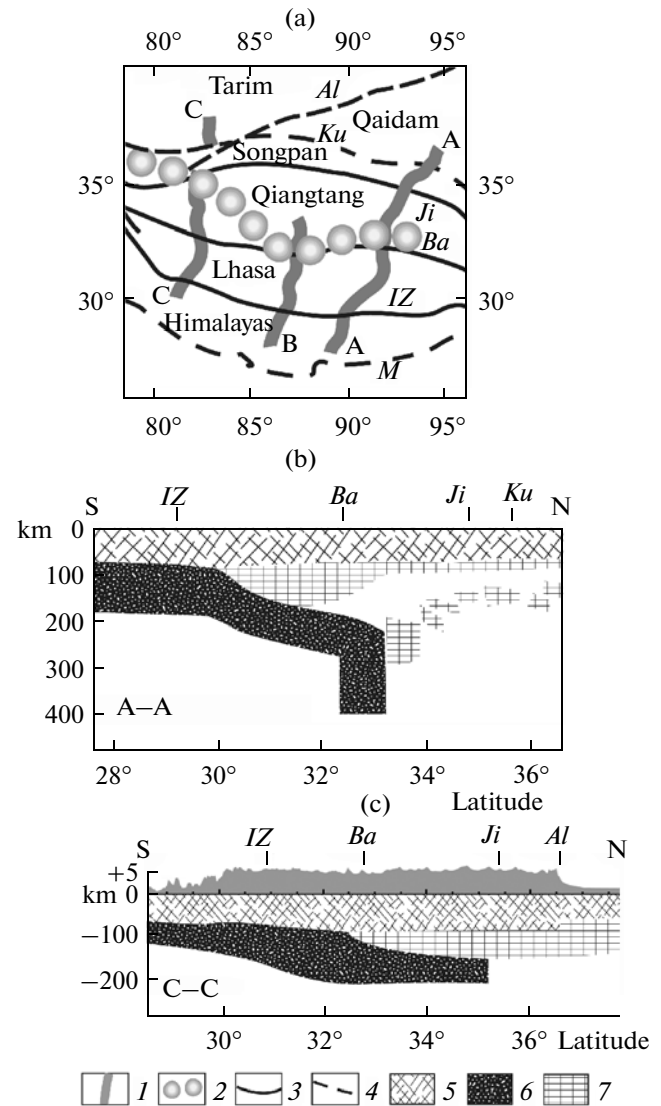 (a)
80° 85° 90° 95°
Tarim
Al
C
Ku
Qaidam
A
Songpan
35° 35°
Qiangtang
Ji
Ba
Lhasa
30° C IZ 30°
Himalayas
B A
M
80° 85° 90° 95°
(b)
S IZ Ba Ji Ku N
km 0
100
200
300
400
A–A
28° 30° 32° 34° 36°
Latitude
(c)
S IZ Ba Ji Al N
+5
km 0
−100
−200
C–C
30° 32° 34° 36° Latitude
1 2 3 4 5 6 7